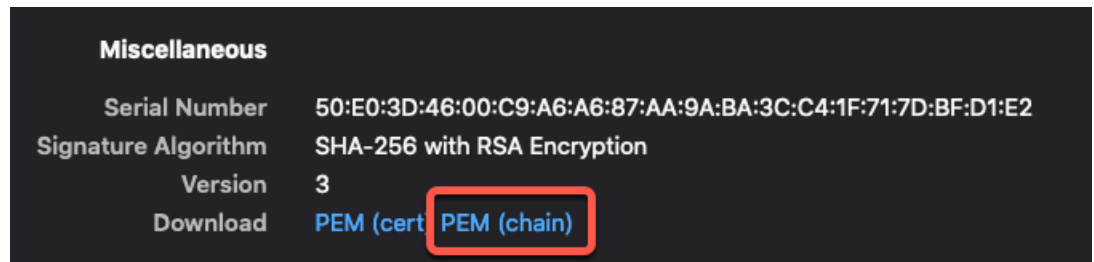 Miscellaneous
Serial Number 50:E0:3D:46:00:C9:A6:A6:87:AA:9A:BA:3C:C4:1F:71:7D:BF:D1:E2
Signature Algorithm SHA-256 with RSA Encryption
Version 3
Download PEM (cert) PEM (chain)